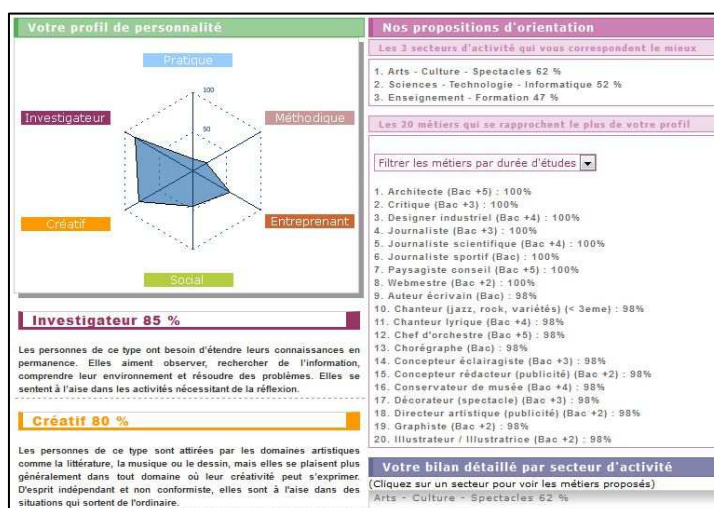 Votre profil de personnalité
Pratique
100
Investigateur
Méthodique
50
Créatif
Entreprenant
Social
Investigateur 85 %
Les personnes de ce type ont besoin d'étendre leurs connaissances en
permanence. Elles aiment observer, rechercher de l'information,
comprendre leur environnement et résoudre des problèmes. Elles se
sentent à l'aise dans les activités nécessitant de la réflexion.
Créatif 80 %
Les personnes de ce type sont attirées par les domaines artistiques
comme la littérature, la musique ou le dessin, mais elles se plaisent plus
généralement dans tout domaine où leur créativité peut s'exprimer.
D'esprit indépendant et non conformiste, elles sont à l'aise dans des
situations qui sortent de l'ordinaire.
Nos propositions d'orientation
Les 3 secteurs d'activité qui vous correspondent le mieux
1. Arts - Culture - Spectacles 62 %
2. Sciences - Technologie - Informatique 52 %
3. Enseignement - Formation 47 %
Les 20 métiers qui se rapprochent le plus de votre profil
Filtrer les métiers par durée d'études
1. Architecte (Bac +5) : 100%
2. Critique (Bac +3) : 100%
3. Designer industriel (Bac +4) : 100%
4. Journaliste (Bac +3) : 100%
5. Journaliste scientifique (Bac +4) : 100%
6. Journaliste sportif (Bac) : 100%
7. Paysagiste conseil (Bac +5) : 100%
8. Webmestre (Bac +2) : 100%
9. Auteur écrivain (Bac) : 98%
10. Chanteur (jazz, rock, variétés) (< 3eme) : 98%
11. Chanteur lyrique (Bac +4) : 98%
12. Chef d'orchestre (Bac +5) : 98%
13. Chorégraphe (Bac) : 98%
14. Concepteur éclairagiste (Bac +3) : 98%
15. Concepteur rédacteur (publicité) (Bac +2) : 98%
16. Conservateur de musée (Bac +4) : 98%
17. Décorateur (spectacle) (Bac +3) : 98%
18. Directeur artistique (publicité) (Bac +2) : 98%
19. Graphiste (Bac +2) : 98%
20. Illustrateur / Illustratrice (Bac +2) : 98%
Votre bilan détaillé par secteur d'activité
(Cliquez sur un secteur pour voir les métiers proposés)
Arts - Culture - Spectacles 62 %